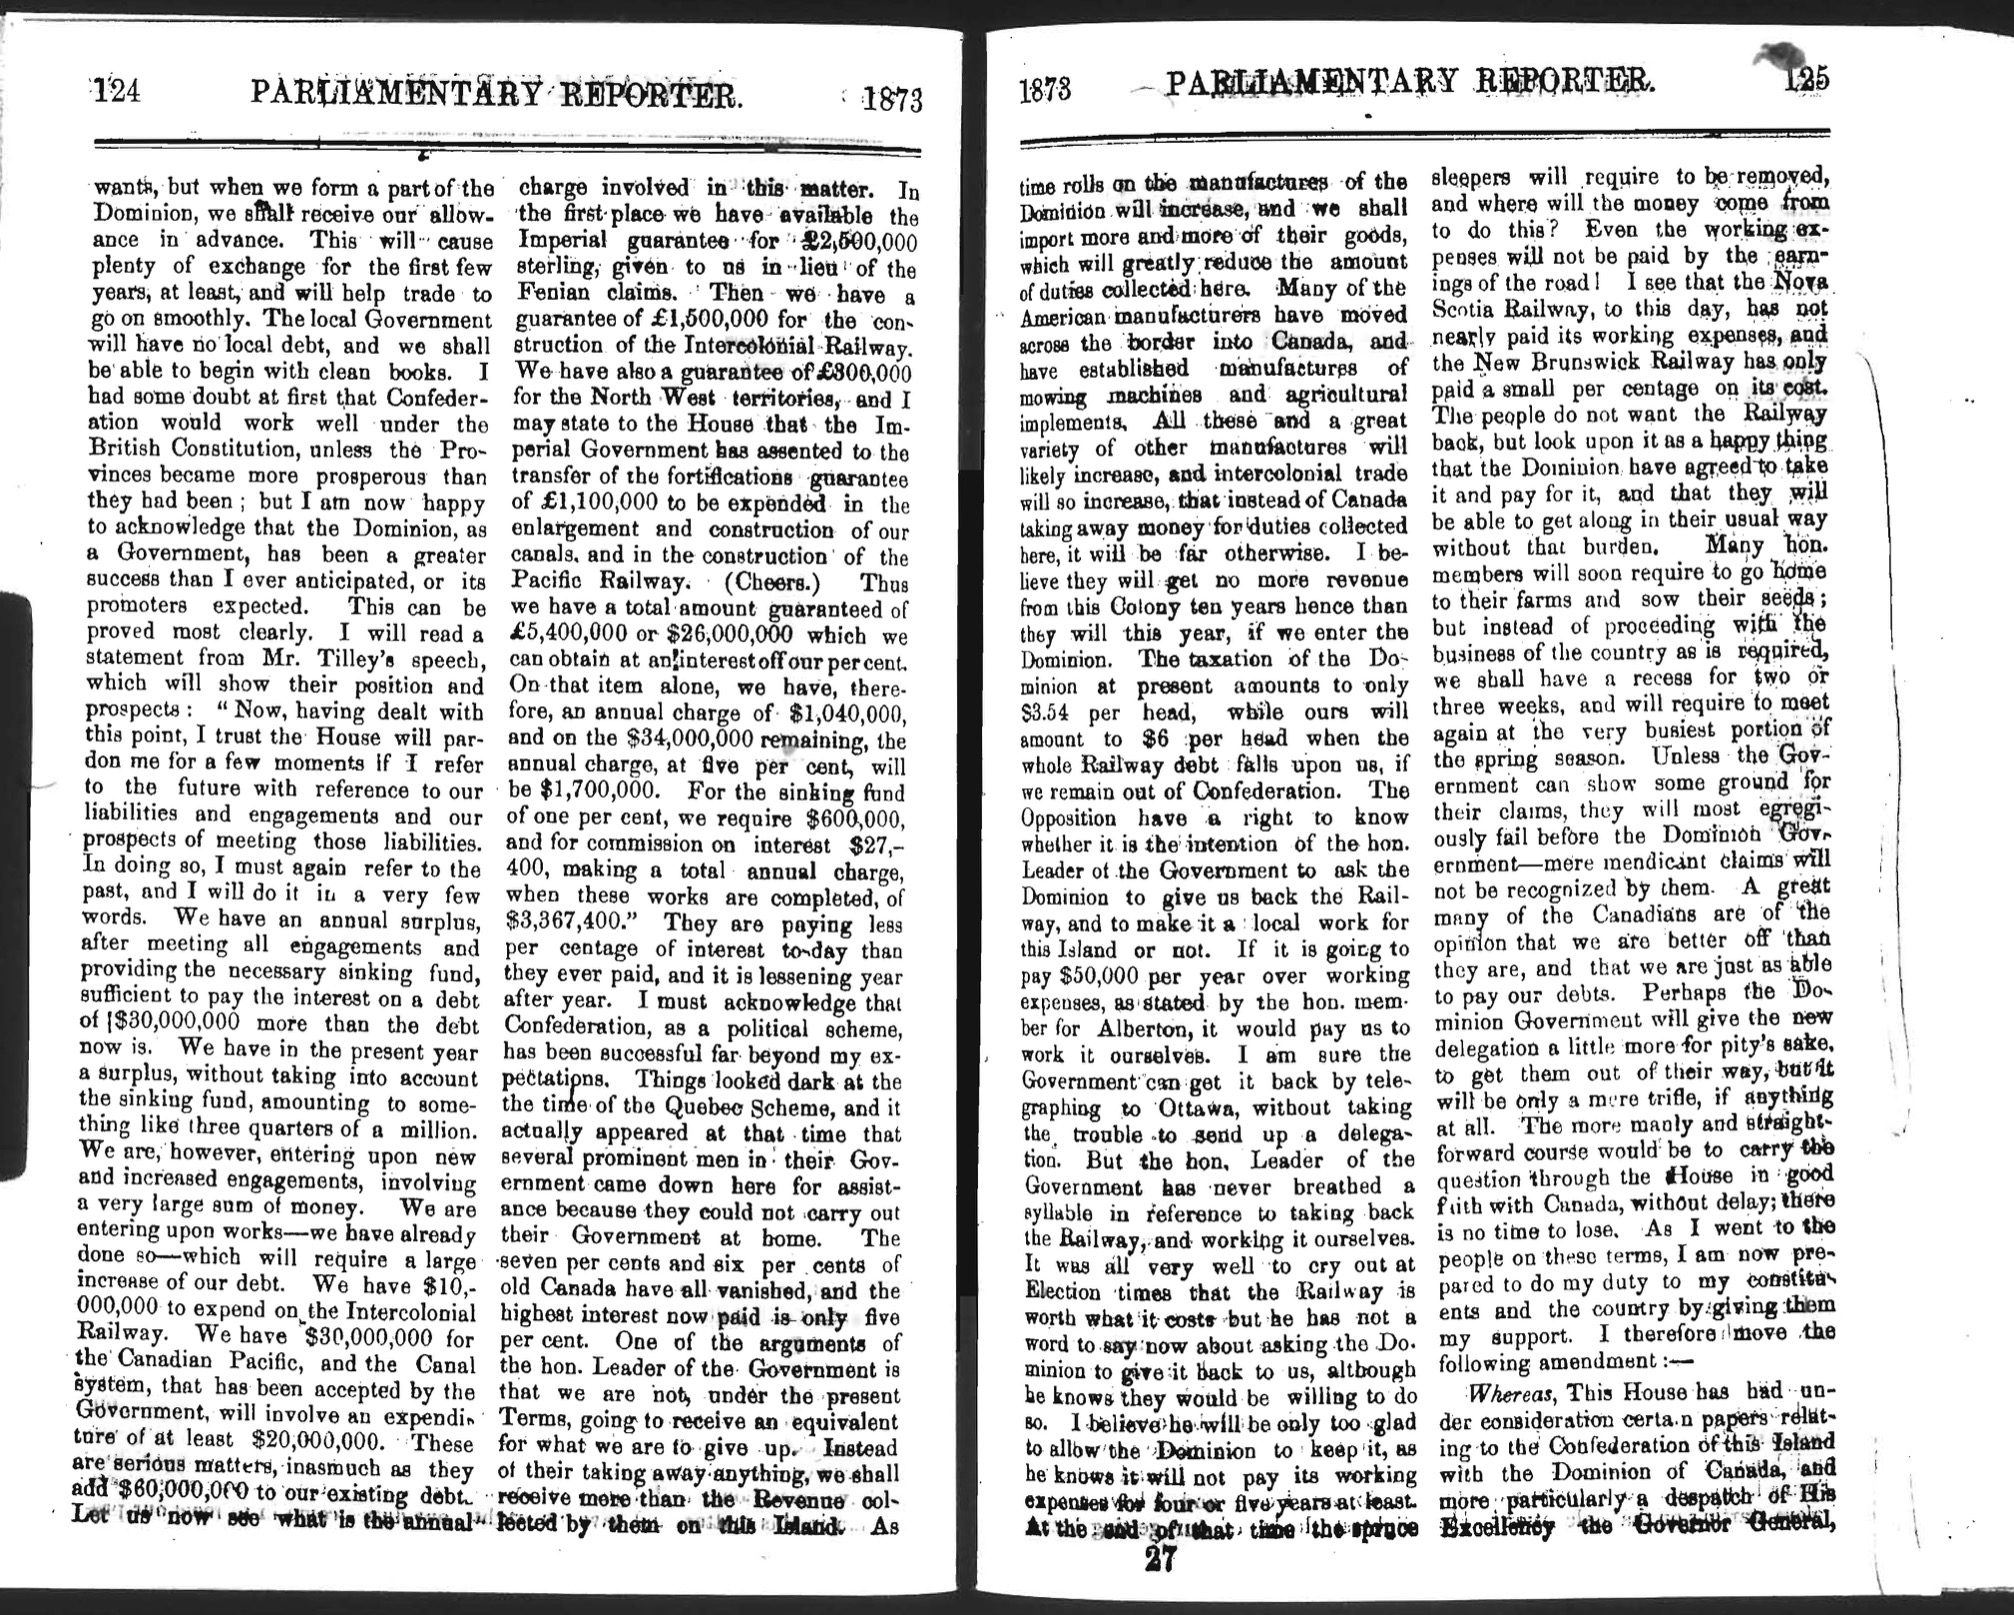 124 PARLIAMENTARY REPORTER. 1873
wants, but when we form a part of the
Dominion, we shall receive our allow-
ance in advance. This will cause
plenty of exchange for the first few
years, at least, and will help trade to
go on smoothly. The local Government
will have no local debt, and we shall
be able to begin with clean books. I
had some doubt at first that Confeder-
ation would work well under the
British Constitution, unless the Pro-
vinces became more prosperous than
they had been ; but I am now happy
to acknowledge that the Dominion, as
a Government, has been a greater
success than I ever anticipated, or its
promoters expected. This can be
proved most clearly. I will read a
statement from Mr. Tilley's speech,
which will show their position and
prospects : " Now, having dealt with
this point, I trust the House will par-
don me for a few moments if I refer
to the future with reference to our
liabilities and engagements and our
prospects of meeting those liabilities.
In doing so, I must again refer to the
past, and I will do it in a very few
words. We have an annual surplus,
after meeting all engagements and
providing the necessary sinking fund,
sufficient to pay the interest on a debt
of $30,000,000 more than the debt
now is. We have in the present year
a surplus, without taking into account
the sinking fund, amounting to some-
thing like three quarters of a million.
We are, however, entering upon new
and increased engagements, involving
a very large sum of money. We are
entering upon works—we have already
done so—which will require a large
increase of our debt. We have $10,-
000,000 to expend on the Intercolonial
Railway. We have $30,000,000 for
the Canadian Pacific, and the Canal
system, that has been accepted by the
Government, will involve an expendi-
ture of at least $20,000,000. These
are serious matters, inasmuch as they
add $60,000,000 to our existing debt.
Let us now see what is the annual
charge involved in this matter. In
the first place we have available the
Imperial guarantee for £2,500,000
sterling, given to us in lieu of the
Fenian claims. Then we have a
guarantee of £1,500,000 for the con-
struction of the Intercolonial Railway.
We have also a guarantee of £300,000
for the North West territories, and I
may state to the House that the Im-
perial Government has assented to the
transfer of the fortifications guarantee
of £1,100,000 to be expended in the
enlargement and construction of our
canals. and in the construction of the
Pacific Railway. (Cheers.) Thus
we have a total amount guaranteed of
£5,400,000 or $26,000,000 which we
can obtain at an interest of four per cent.
On that item alone, we have, there-
fore, an annual charge of $1,040,000,
and on the $34,000,000 remaining, the
annual charge, at five per cent, will
be $1,700,000. For the sinking fund
of one per cent, we require $600,000,
and for commission on interest $27,-
400, making a total annual charge,
when these works are completed, of
$3,367,400." They are paying less
per centage of interest to-day than
they ever paid, and it is lessening year
after year. I must acknowledge that
Confederation, as a political scheme,
has been successful far beyond my ex-
pectations. Things looked dark at the
the time of the Quebec Scheme, and it
actually appeared at that time that
several prominent men in their Gov-
ernment came down here for assist-
ance because they could not carry out
their Government at home. The
seven per cents and six per cents of
old Canada have all vanished, and the
highest interest now paid is only five
per cent. One of the arguments of
the hon. Leader of the Government is
that we are not, under the present
Terms, going to receive an equivalent
for what we are to give up. Instead
of their taking away anything, we shall
receive more than the Revenue col-
lected by them on this Island. As
1873 PARLIAMENTARY REPORTER. 125
time rolls on the manufactures of the
Dominion will increase, and we shall
import more and more of their goods,
which will greatly reduce the amount
of duties collected here. Many of the
American manufacturers have moved
across the border into Canada, and
have established manufactures of
mowing machines and agricultural
implements. All these and a great
variety of other manufactures will
likely increase, and intercolonial trade
will so increase, that instead of Canada
taking away money for duties collected
here, it will be far otherwise. I be-
lieve they will get no more revenue
from this Colony ten years hence than
they will this year, if we enter the
Dominion. The taxation of the Do-
minion at present amounts to only
$3.54 per head, while ours will
amount to $6 per head when the
whole Railway debt falls upon us, if
we remain out of Confederation. The
Opposition have a right to know
whether it is the intention of the hon.
Leader of the Government to ask the
Dominion to give us back the Rail-
way, and to make it a local work for
this Island or not. If it is going to
pay $50,000 per year over working
expenses, as stated by the hon. mem-
ber for Alberton, it would pay us to
work it ourselves. I am sure the
Government can get it back by tele-
graphing to Ottawa, without taking
the trouble to send up a delega-
tion. But the hon. Leader of the
Government has never breathed a
syllable in reference to taking back
the Railway, and working it ourselves.
It was all very well to cry out at
Election times that the Railway is
worth what it costs but he has not a
word to say now about asking the Do-
minion to give it back to us, although
he knows they would be willing to do
so. I believe he will be only too glad
to allow the Dominion to keep it, as
he knows it will not pay its working
expenses for four or five years at least.
At the end of that time the spruce
sleepers will require to be removed,
and where will the money come from
to do this? Even the working ex-
penses will not be paid by the earn-
ings of the road! I see that the Nova
Scotia Railway, to this day, has not
nearly paid its working expenses, and
the New Brunswick Railway has only
paid a small per centage on its cost.
The people do not want the Railway
back, but look upon it as a happy thing
that the Dominion have agreed to take
it and pay for it, and that they will
be able to get along in their usual way
without that burden. Many hon.
members will soon require to go home
to their farms and sow their seeds ;
but instead of proceeding with the
business of the country as is required,
we shall have a recess for two or
three weeks, and will require to meet
again at the very busiest portion of
the spring season. Unless the Gov-
ernment can show some ground for
their claims, they will most egregi-
ously fail before the Dominion Gov-
ernment—mere mendicant claims will
not be recognized by them. A great
many of the Canadians are of the
opinion that we are better off than
they are, and that we are just as able
to pay our debts. Perhaps the Do-
minion Government will give the new
delegation a little more for pity's sake,
to get them out of their way, but it
will be only a mere trifle, if anything
at all. The more manly and straight-
forward course would be to carry the
question through the House in good
faith with Canada, without delay; there
is no time to lose. As I went to the
people on these terms, I am now pre-
pared to do my duty to my constitu-
ents and the country by giving them
my support. I therefore move the
following amendment :—
Whereas, This House has had un-
der consideration certain papers relat-
ing to the Confederation of this Island
with the Dominion of Canada, and
more particularly a despatch of His
Excellency the Governor General,
27